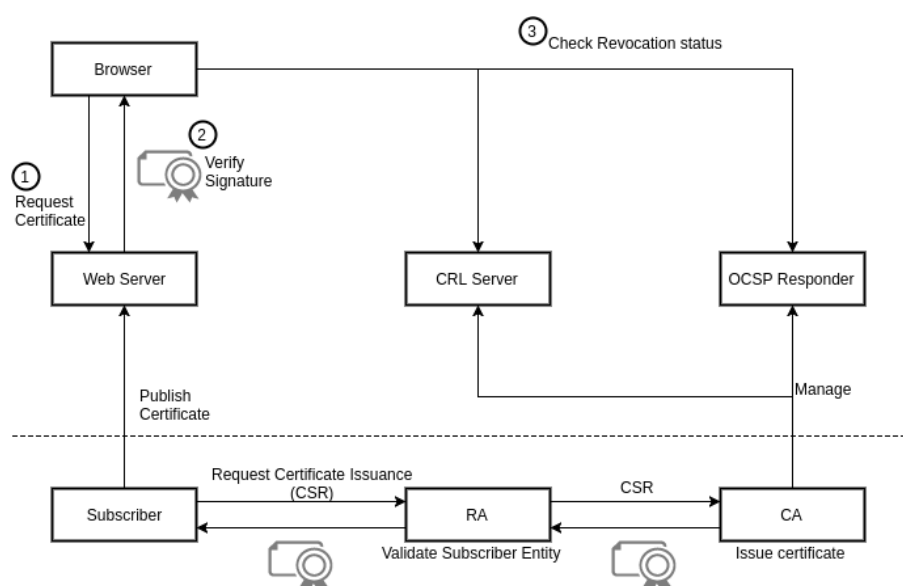 3
Check Revocation status
Browser
2
Verify
Signature
1
Request
Certificate
Web Server
CRL Server
OCSP Responder
Publish
Certificate
Manage
Request Certificate Issuance
(CSR)
CSR
Subscriber
RA
CA
Validate Subscriber Entity
Issue certificate